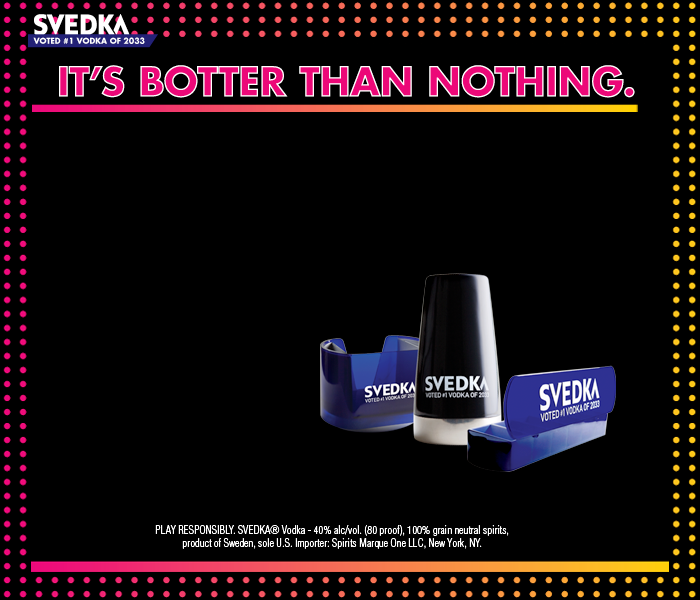 SVEDKA
VOTED #1 VODKA OF 2033
IT'S BOTTER THAN NOTHING.
SVEDKA
VOTED #1 VODKA OF 2033
SVEDKA
VOTED #1 VODKA OF 2033
SVEDKA
VOTED #1 VODKA OF 2033
PLAY RESPONSIBLY. SVEDKA® Vodka - 40% alc/vol. (80 proof), 100% grain neutral spirits,
product of Sweden, sole U.S. Importer: Spirits Marque One LLC, New York, NY.